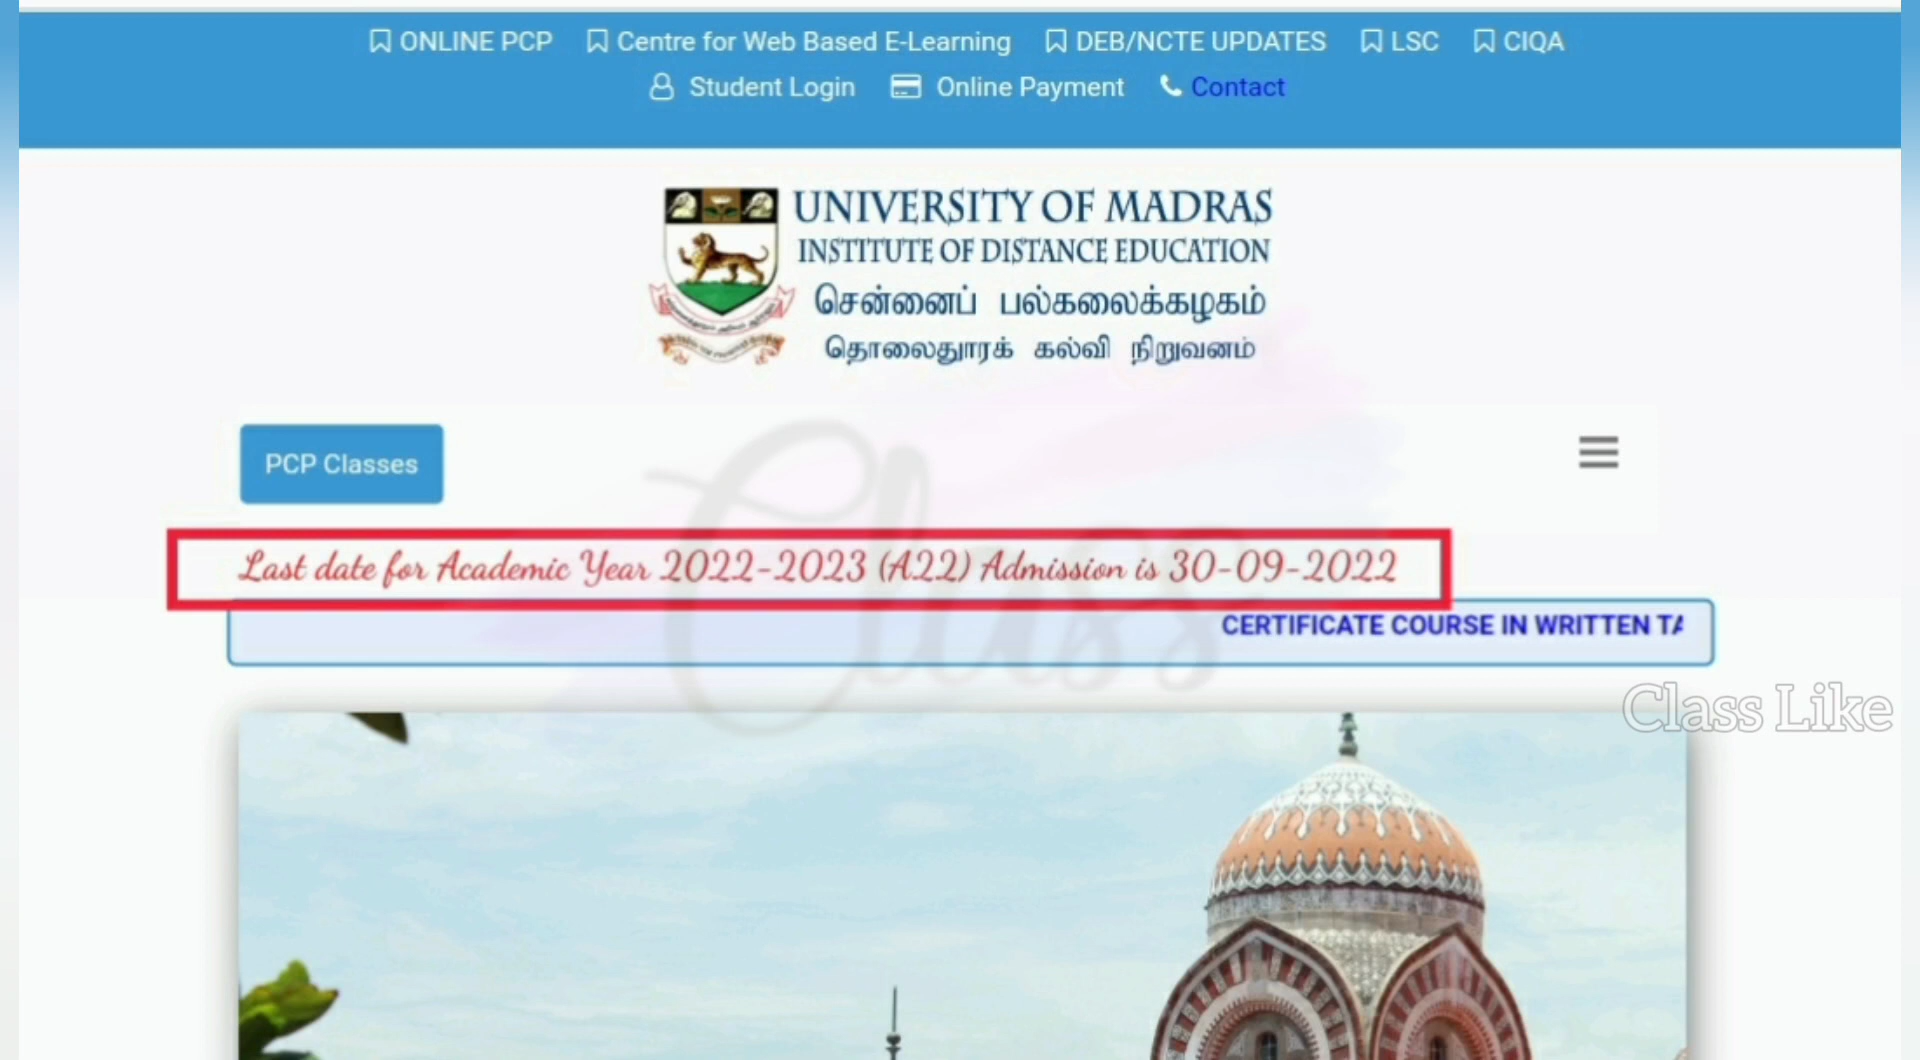 ONLINE PCP Centre for Web Based E-Learning DEB/NCTE UPDATES LSC CIQA
Student Login Online Payment Contact
UNIVERSITY OF MADRAS
INSTITUTE OF DISTANCE EDUCATION
சென்னைப் பல்கலைக்கழகம்
தொலைதூரக் கல்வி நிறுவனம்
PCP Classes
Last date for Academic Year 2022-2023 (A22) Admission is 30-09-2022
CERTIFICATE COURSE IN WRITTEN TA
Class
Class Like